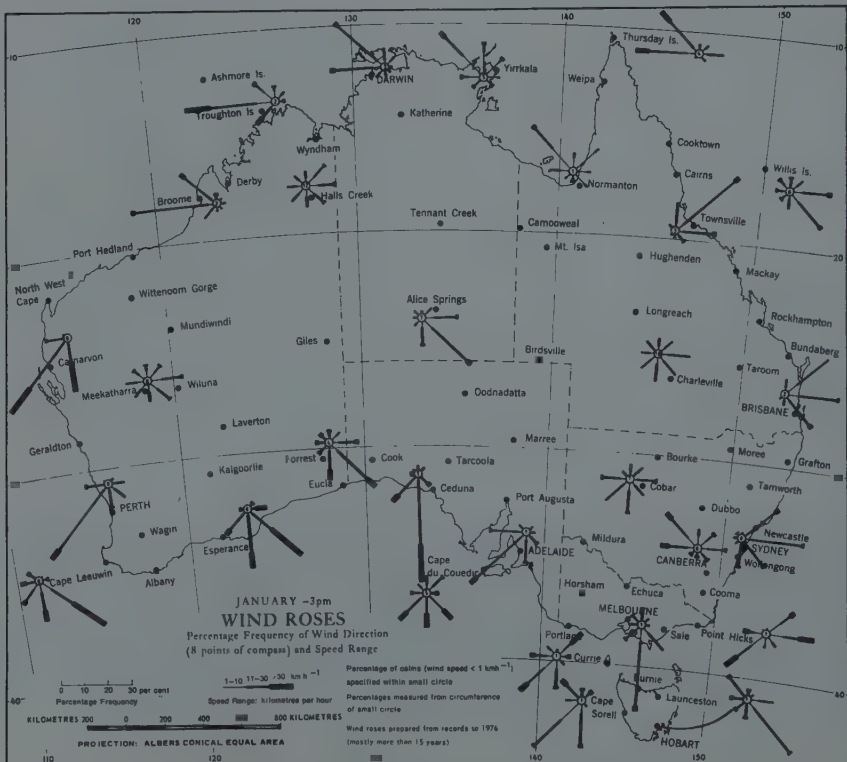 120
130
140
150
10
10
Thursday Is.
Ashmore Is.
DARWIN
Yirrkala
Weipa
Troughton Is
Katherine
Wyndham
Cooktown
Derby
Cairns
Willis Is.
Broome
Halls Creek
Normanton
Tennant Creek
Camooweal
Townsville
Port Hedland
Mt. Isa
Hughenden
20
North West
Cape
Wittenoom Gorge
Mackay
Mundiwindi
Alice Springs
Longreach
Rockhampton
Giles
Birdsville
Bundaberg
Carnarvon
Meekatharra
Wiluna
Charleville
Taroom
Oodnadatta
BRISBANE
Laverton
Marree
Geraldton
Kalgoorlie
Forrest
Cook
Tarcoola
Bourke
Moree
Grafton
Eucla
Ceduna
Cobar
Tamworth
PERTH
Port Augusta
Dubbo
Wagin
Esperance
ADELAIDE
Mildura
Newcastle
SYDNEY
Wollongong
CANBERRA
Cape Leeuwin
Albany
Cape
du Couedic
Horsham
Echuca
Cooma
MELBOURNE
Portland
Sale
Point Hicks
Currie
Burnie
Launceston
Cape
Sorell
HOBART
JANUARY -3pm
WIND ROSES
Percentage Frequency of Wind Direction
(8 points of compass) and Speed Range
0 10 20 30 per cent
Percentage Frequency
1-10 11-30 >30 km h -1
Speed Range: kilometres per hour
KILOMETRES 200 0 200 400 600 800 KILOMETRES
PROJECTION: ALBERS CONICAL EQUAL AREA
Percentage of calms (wind speed < 1 kmh-1)
specified within small circle
Percentages measured from circumference
of small circle
Wind roses prepared from records to 1976
(mostly more than 15 years)
40
40
110
120
140
150